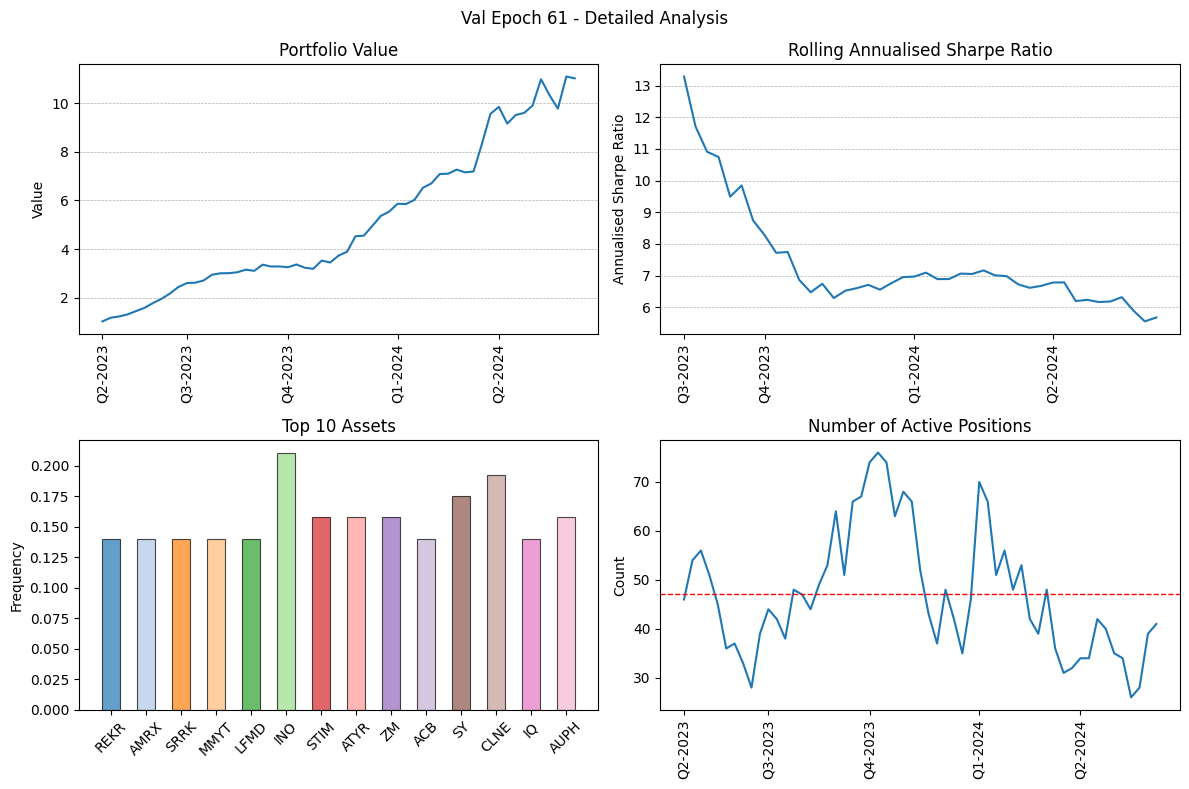 Val Epoch 61 - Detailed Analysis
Portfolio Value
Value
10
8
6
4
2
Q2-2023
Q3-2023
Q4-2023
Q1-2024
Q2-2024
Rolling Annualised Sharpe Ratio
Annualised Sharpe Ratio
13
12
11
10
9
8
7
6
Q3-2023
Q4-2023
Q1-2024
Q2-2024
Top 10 Assets
Frequency
0.200
0.175
0.150
0.125
0.100
0.075
0.050
0.025
0.000
REKR
AMRX
SRRK
MMYT
LFMD
INO
STIM
ATYR
ZM
ACB
SY
CLNE
IQ
AUPH
Number of Active Positions
Count
70
60
50
40
30
Q2-2023
Q3-2023
Q4-2023
Q1-2024
Q2-2024